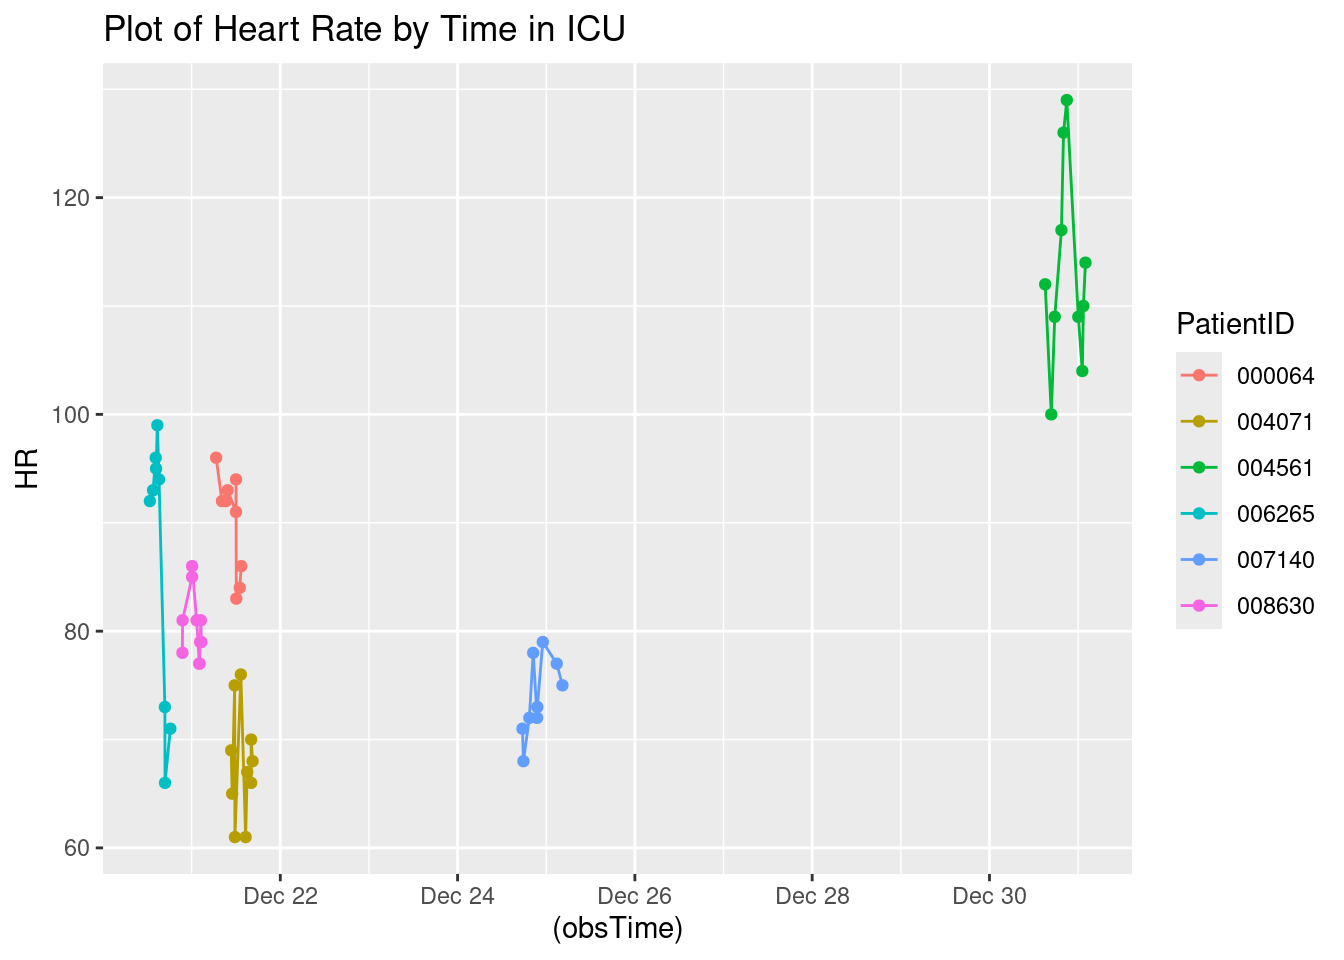 Plot of Heart Rate by Time in ICU
120
100
80
60
HR
Dec 22
Dec 24
Dec 26
Dec 28
Dec 30
(obsTime)
PatientID
000064
004071
004561
006265
007140
008630